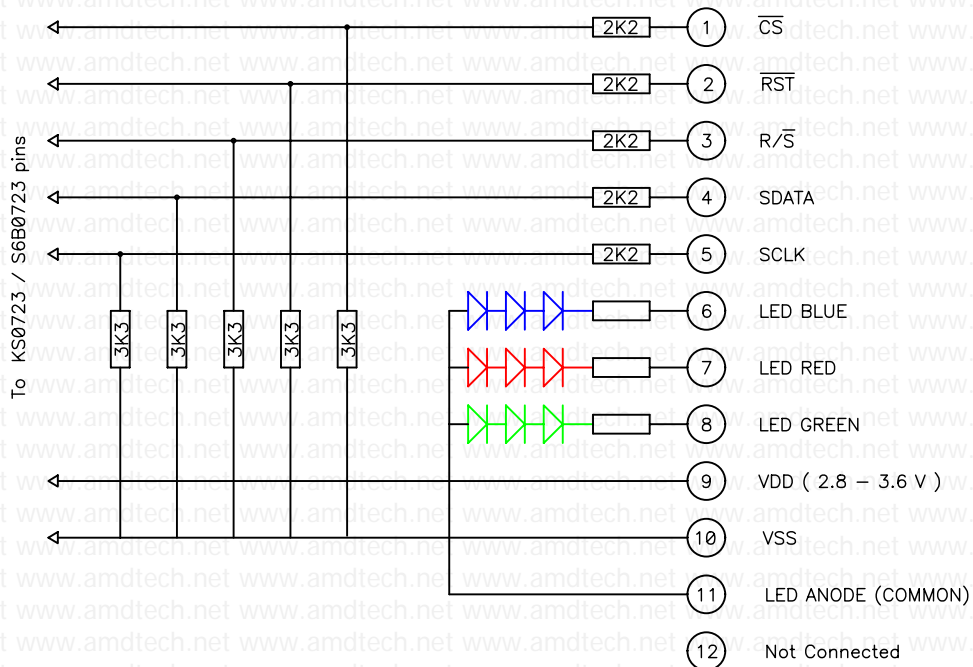 2K2 1 C̅S̅
2K2 2 R̅S̅T̅
2K2 3 R/S̅
2K2 4 SDATA
2K2 5 SCLK
To KS0723 / S6B0723 pins
3K3 3K3 3K3 3K3 3K3
6 LED BLUE
7 LED RED
8 LED GREEN
9 VDD ( 2.8 – 3.6 V )
10 VSS
11 LED ANODE (COMMON)
12 Not Connected
www.amdtech.net